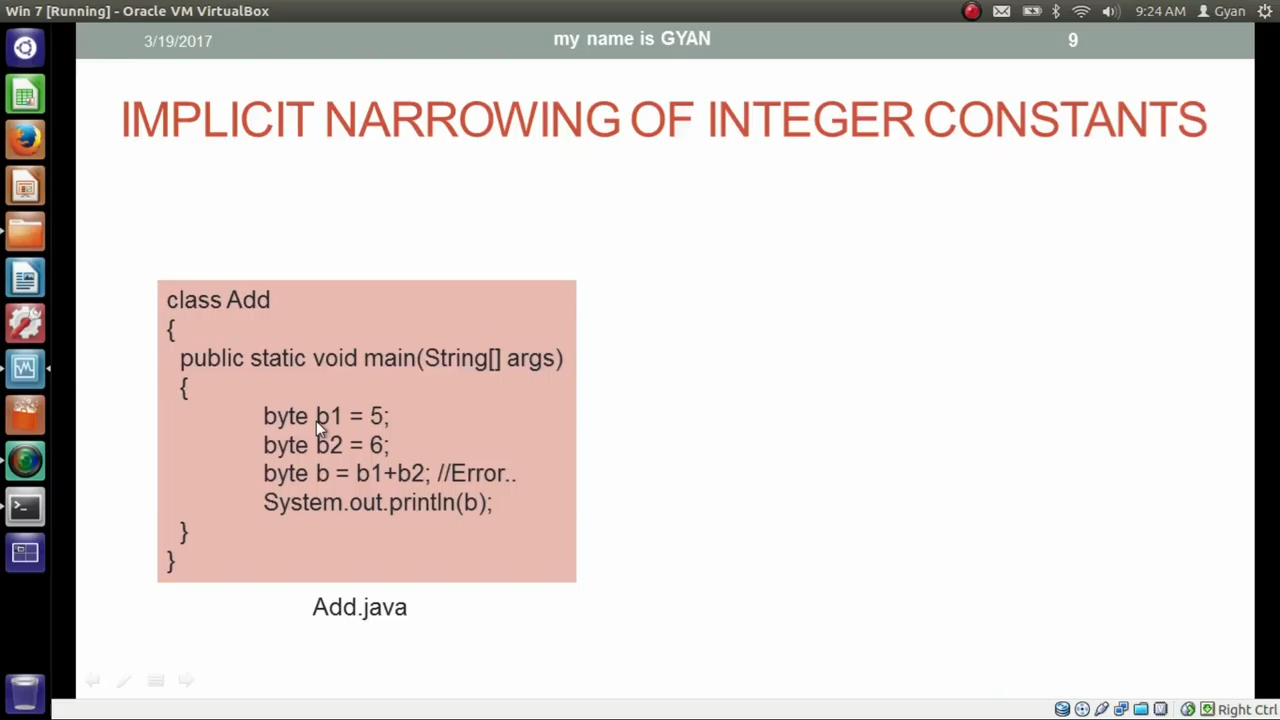 Win 7 [Running] - Oracle VM VirtualBox
9:24 AM Gyan
3/19/2017
my name is GYAN
9
IMPLICIT NARROWING OF INTEGER CONSTANTS
class Add
{
public static void main(String[] args)
{
byte b1 = 5;
byte b2 = 6;
byte b = b1+b2; //Error..
System.out.println(b);
}
}
Add.java
Right Ctrl